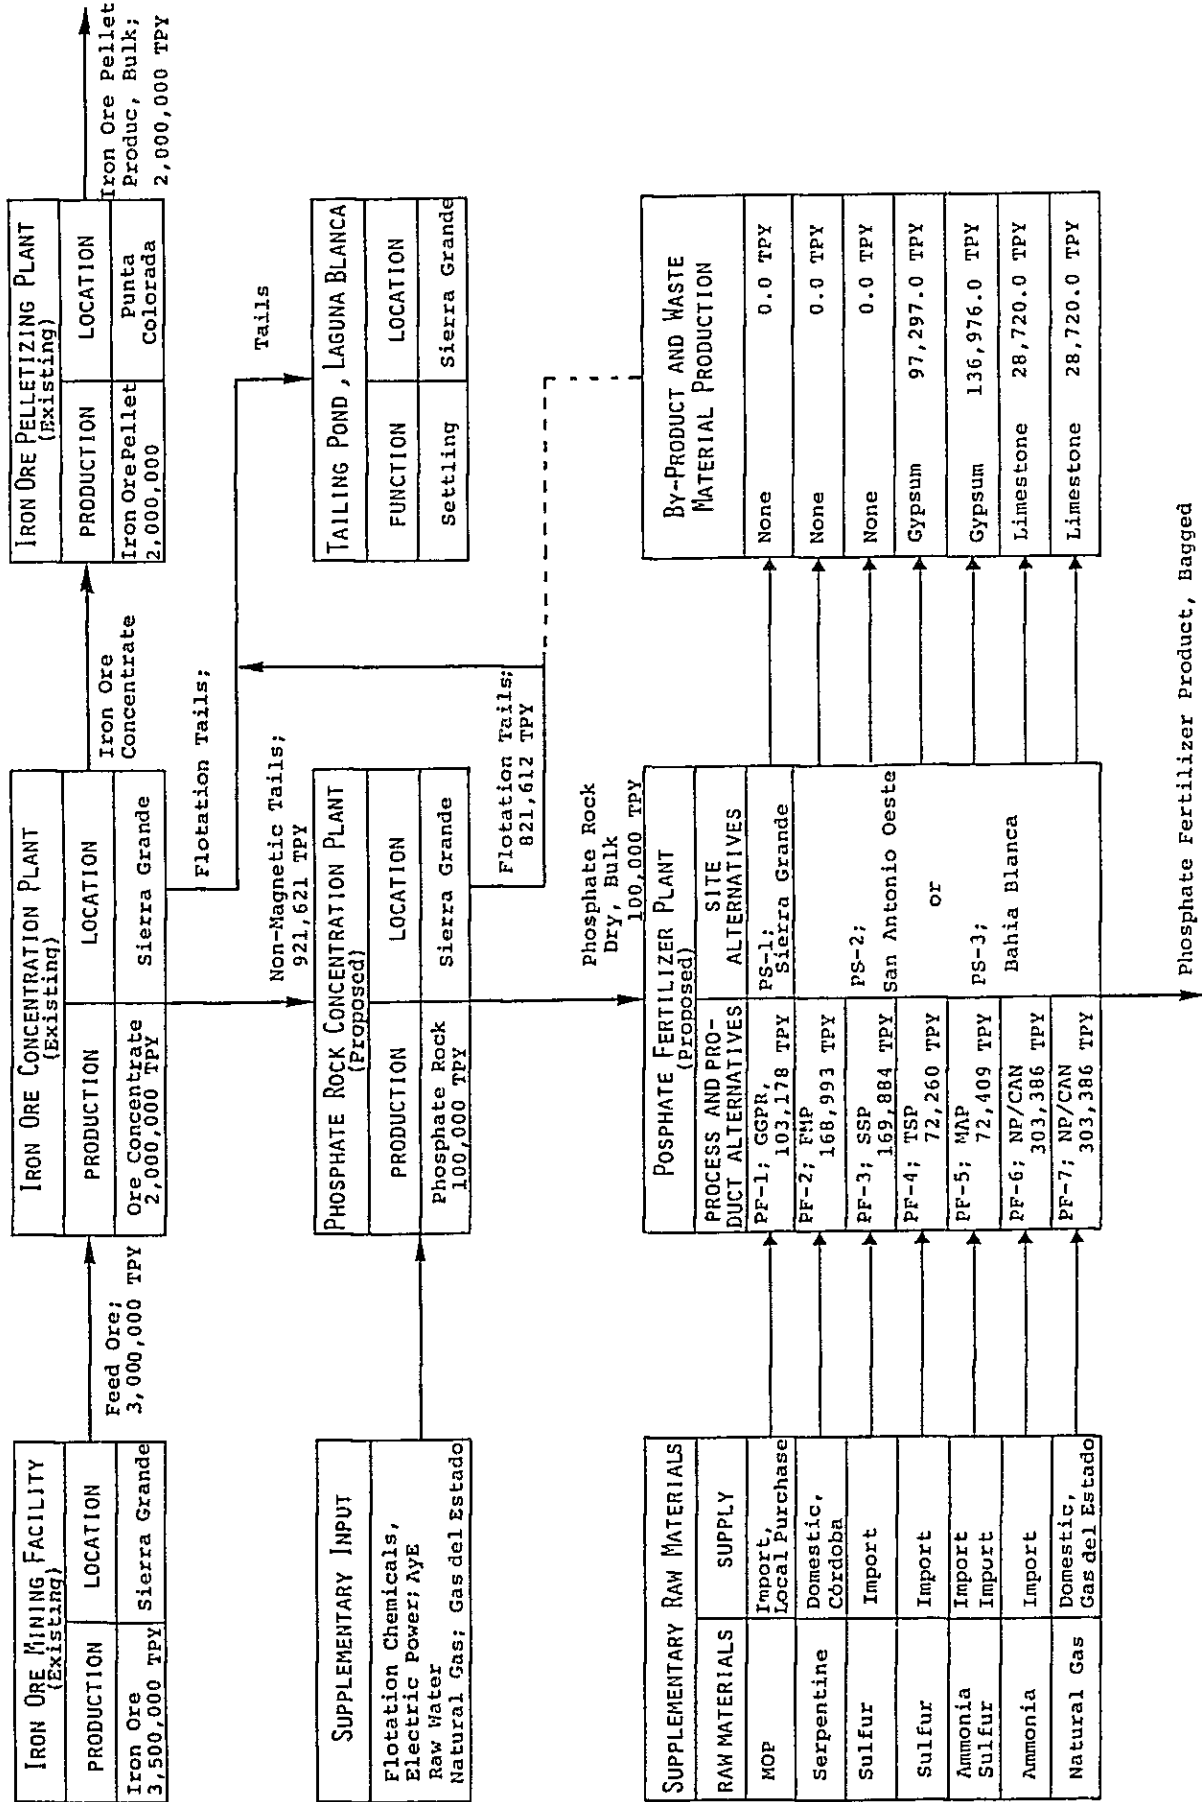 IRON ORE MINING FACILITY
(Existing)
PRODUCTION
LOCATION
Iron Ore
3,500,000 TPY
Sierra Grande
Feed Ore;
3,000,000 TPY
IRON ORE CONCENTRATION PLANT
(Existing)
PRODUCTION
LOCATION
Ore Concentrate
2,000,000 TPY
Sierra Grande
Iron Ore
Concentrate
IRON ORE PELLETIZING PLANT
(Existing)
PRODUCTION
LOCATION
Iron Ore Pellet
2,000,000
Punta
Colorada
Iron Ore Pellet
Produc, Bulk;
2,000,000 TPY
Flotation Tails;
Tails
Non-Magnetic Tails;
921,621 TPY
SUPPLEMENTARY INPUT
Flotation Chemicals,
Electric Power; AyE
Raw Water
Natural Gas; Gas del Estado
PHOSPHATE ROCK CONCENTRATION PLANT
(Proposed)
PRODUCTION
LOCATION
Phosphate Rock
100,000 TPY
Sierra Grande
TAILING POND, LAGUNA BLANCA
FUNCTION
LOCATION
Settling
Sierra Grande
Flotation Tails;
821,612 TPY
Phosphate Rock
Dry, Bulk
100,000 TPY
SUPPLEMENTARY RAW MATERIALS
RAW MATERIALS
SUPPLY
MOP
Import,
Local Purchase
Serpentine
Domestic,
Córdoba
Sulfur
Import
Sulfur
Import
Ammonia
Sulfur
Import
Import
Ammonia
Import
Natural Gas
Domestic,
Gas del Estado
POSPHATE FERTILIZER PLANT
(Proposed)
PROCESS AND PRO-
DUCT ALTERNATIVES
SITE
ALTERNATIVES
PF-1; GGPR,
103,178 TPY
PF-2; FMP
168,993 TPY
PF-3; SSP
169,884 TPY
PF-4; TSP
72,260 TPY
PF-5; MAP
72,409 TPY
PF-6; NP/CAN
303,386 TPY
PF-7; NP/CAN
303,386 TPY
PS-1;
Sierra Grande
PS-2;
San Antonio Oeste
or
PS-3;
Bahia Blanca
BY-PRODUCT AND WASTE
MATERIAL PRODUCTION
None 0.0 TPY
None 0.0 TPY
None 0.0 TPY
Gypsum 97,297.0 TPY
Gypsum 136,976.0 TPY
Limestone 28,720.0 TPY
Limestone 28,720.0 TPY
Phosphate Fertilizer Product, Bagged